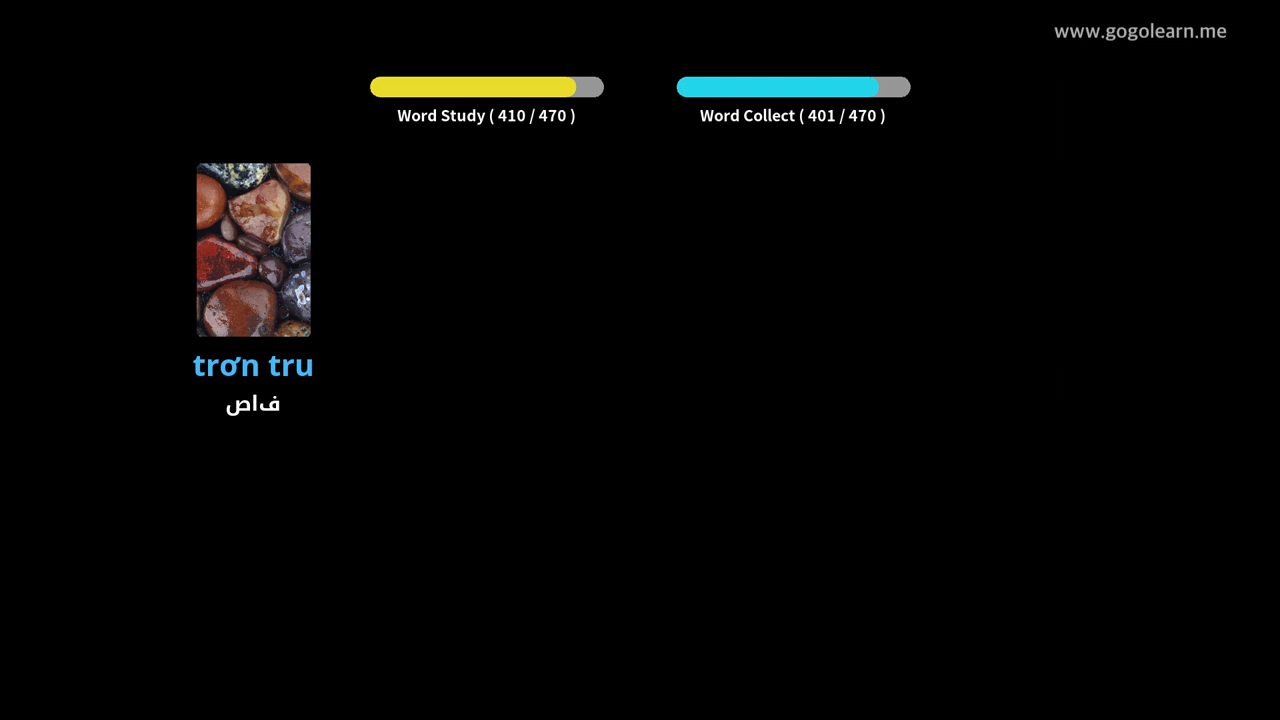 www.gogolearn.me
Word Study ( 410 / 470 )
Word Collect ( 401 / 470 )
trơn tru
فاص